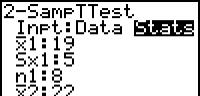 2-SampTTest
Inpt:Data Stats
x̄1:19
Sx1:5
n1:8
x̄2:22